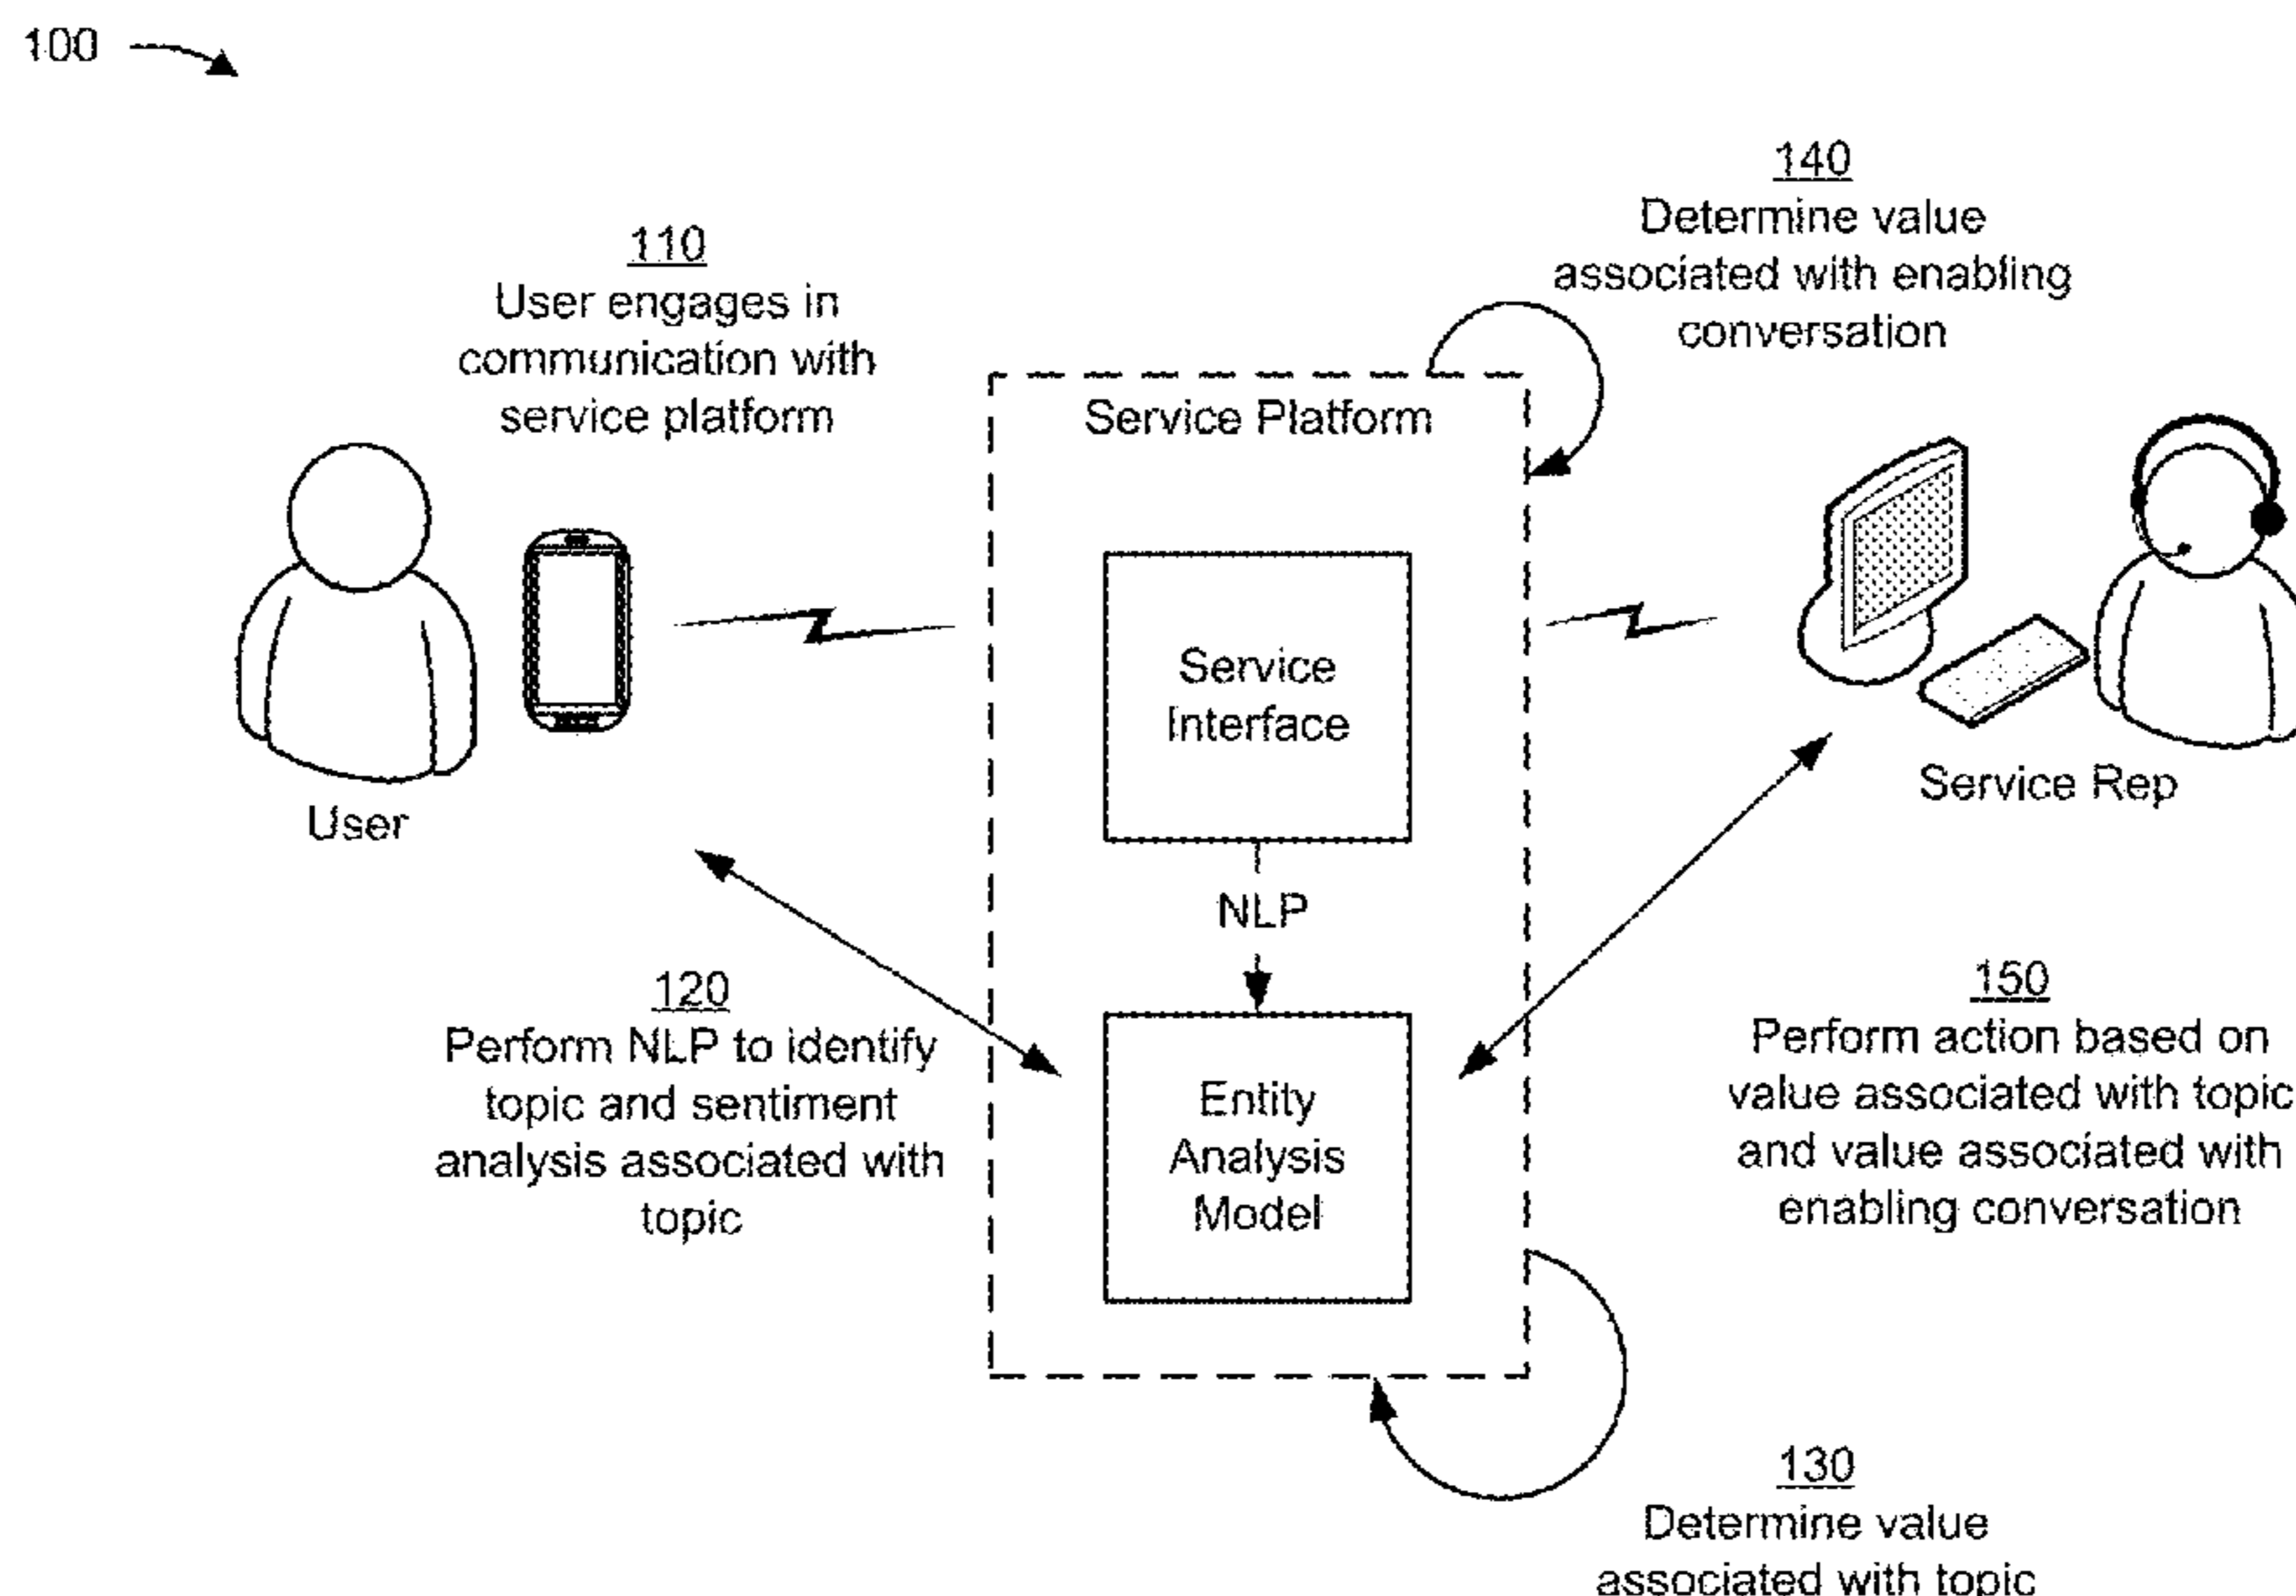 100
110
User engages in
communication with
service platform
140
Determine value
associated with enabling
conversation
Service Platform
Service
Interface
User
Service Rep
NLP
120
Perform NLP to identify
topic and sentiment
analysis associated with
topic
Entity
Analysis
Model
150
Perform action based on
value associated with topic
and value associated with
enabling conversation
130
Determine value
associated with topic